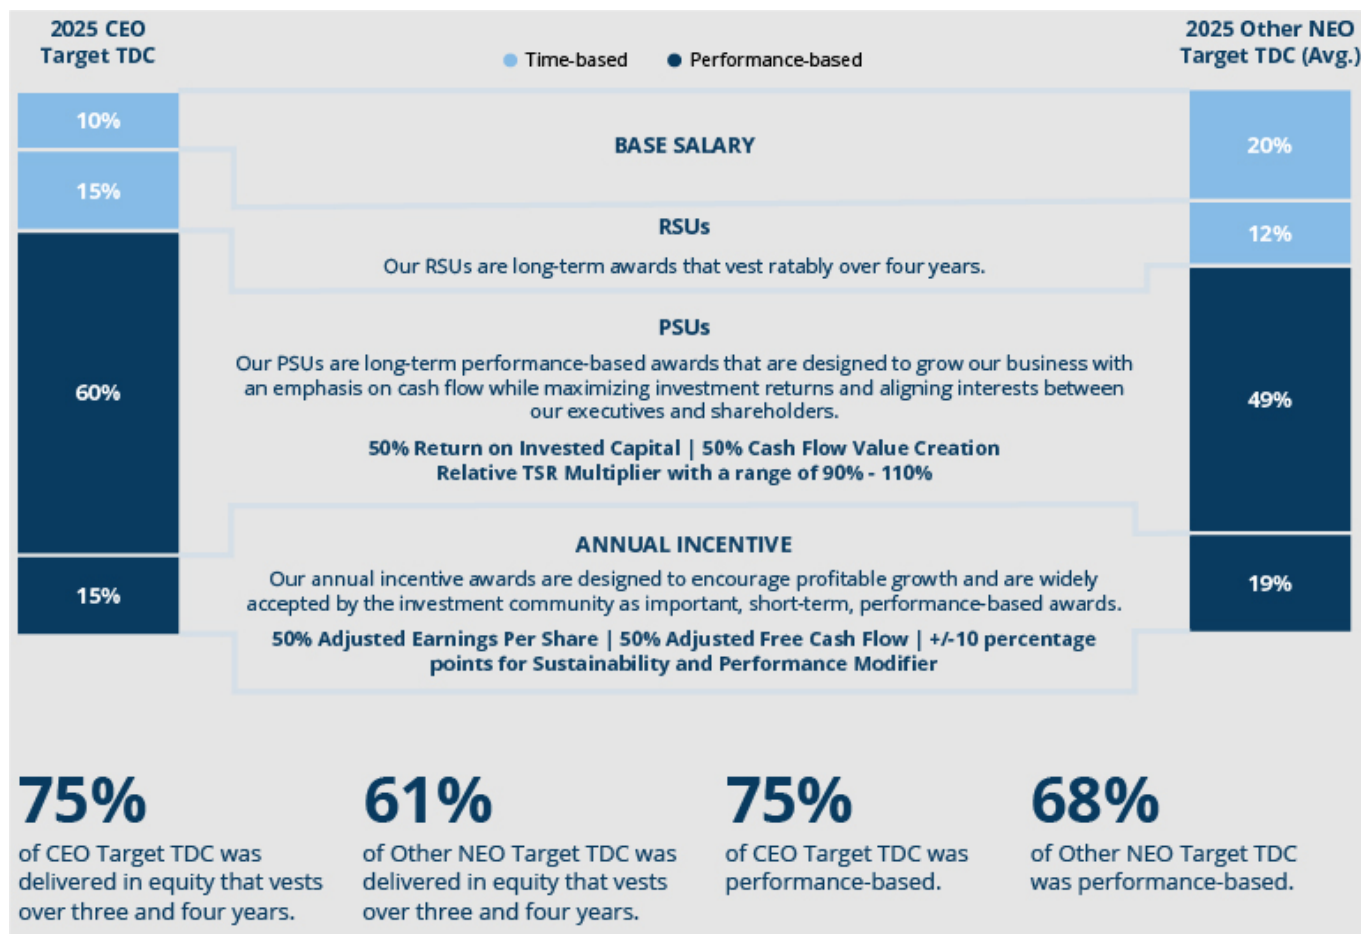 2025 CEO
Target TDC
Time-based
Performance-based
2025 Other NEO
Target TDC (Avg.)
10%
BASE SALARY
20%
15%
RSUs
Our RSUs are long-term awards that vest ratably over four years.
12%
60%
PSUs
Our PSUs are long-term performance-based awards that are designed to grow our business with
an emphasis on cash flow while maximizing investment returns and aligning interests between
our executives and shareholders.
50% Return on Invested Capital | 50% Cash Flow Value Creation
Relative TSR Multiplier with a range of 90% - 110%
49%
15%
ANNUAL INCENTIVE
Our annual incentive awards are designed to encourage profitable growth and are widely
accepted by the investment community as important, short-term, performance-based awards.
50% Adjusted Earnings Per Share | 50% Adjusted Free Cash Flow | +/-10 percentage
points for Sustainability and Performance Modifier
19%
75%
of CEO Target TDC was
delivered in equity that vests
over three and four years.
61%
of Other NEO Target TDC was
delivered in equity that vests
over three and four years.
75%
of CEO Target TDC was
performance-based.
68%
of Other NEO Target TDC
was performance-based.